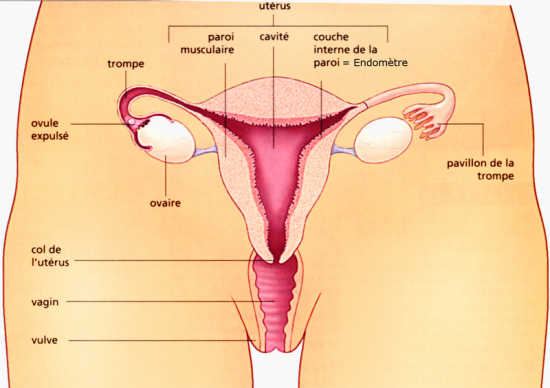 utérus
paroi
musculaire
cavité
couche
interne de la
paroi = Endomètre
trompe
ovule
expulsé
pavillon de la
trompe
ovaire
col de
l'utérus
vagin
vulve